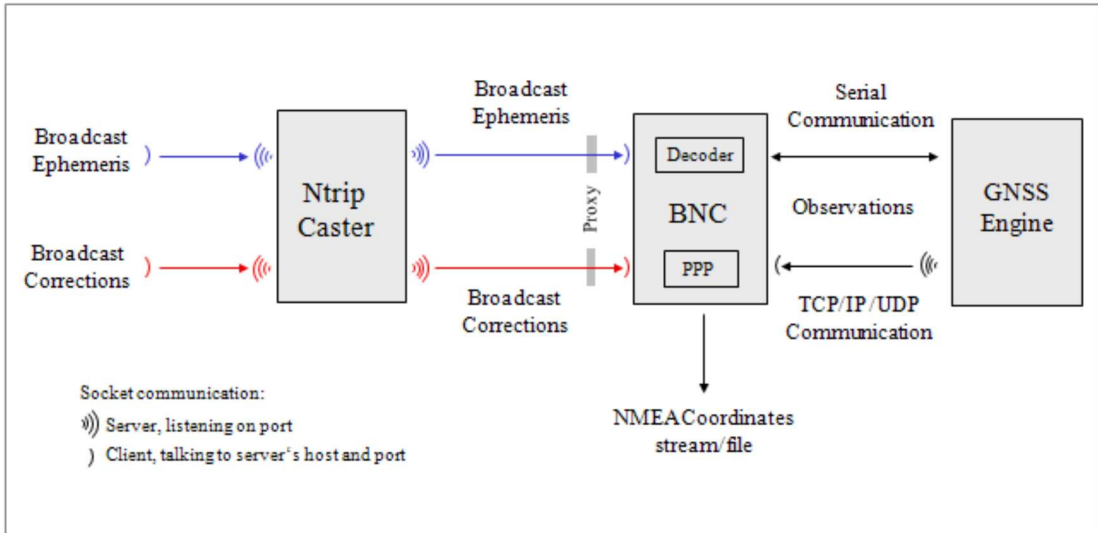 Broadcast
Ephemeris
Broadcast
Corrections
Ntrip
Caster
Broadcast
Ephemeris
Proxy
Broadcast
Corrections
Decoder
BNC
PPP
Serial
Communication
Observations
TCP/IP/UDP
Communication
GNSS
Engine
NMEA Coordinates
stream/file
Socket communication:
Server, listening on port
Client, talking to server‘s host and port